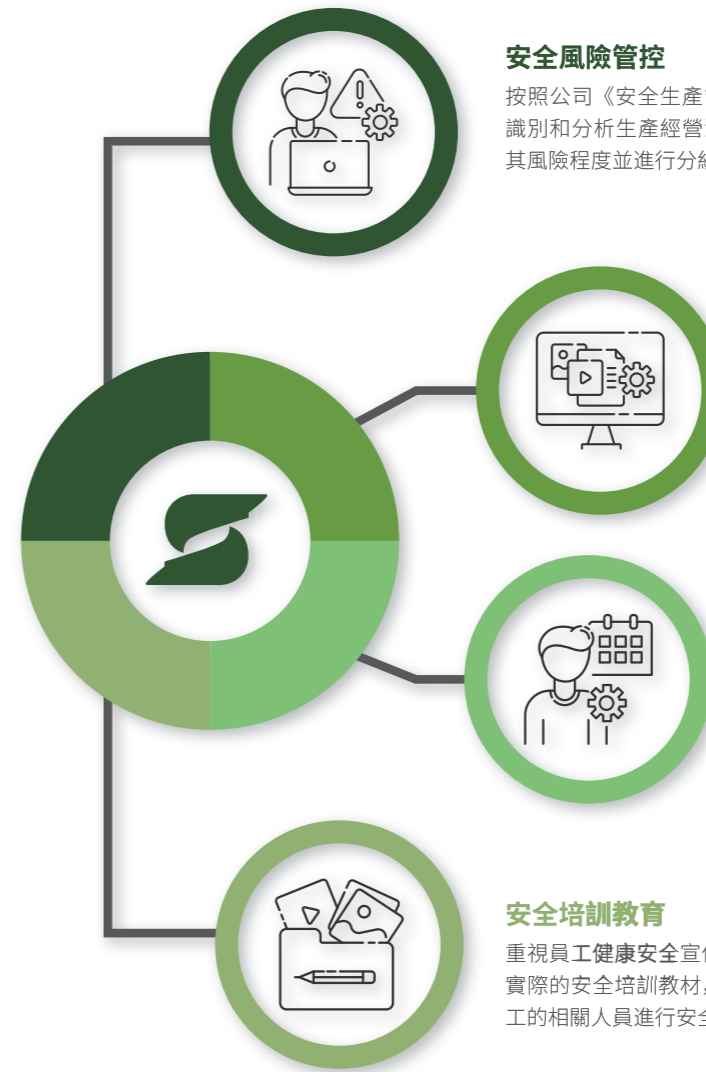 安全風險管控
按照公司《安全生產
識別和分析生產經營
其風險程度並進行分
安全培訓教育
重視員工健康安全宣
實際的安全培訓教材，
工的相關人員進行安全